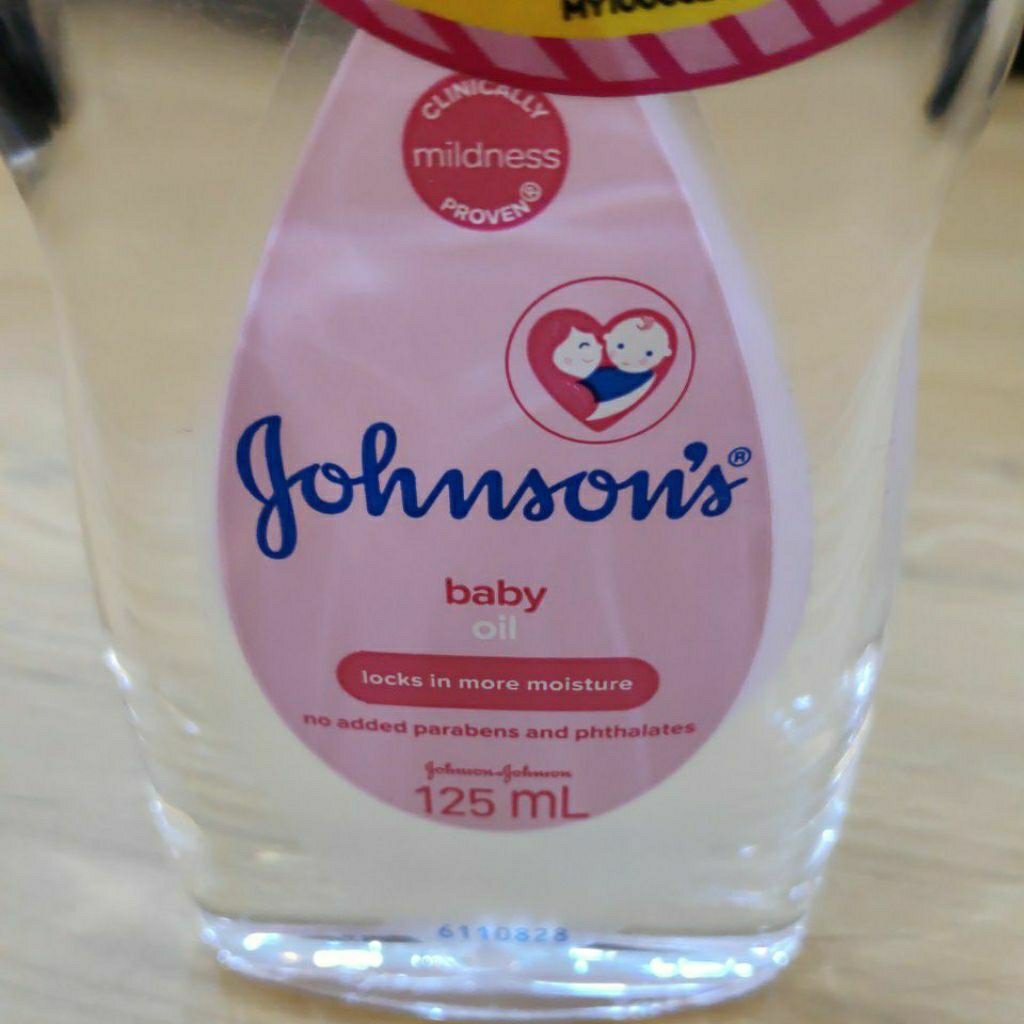 CLINICALLY
mildness
PROVEN®
Johnson's®
baby
oil
locks in more moisture
no added parabens and phthalates
Johnson-Johnson
125 mL
6110828